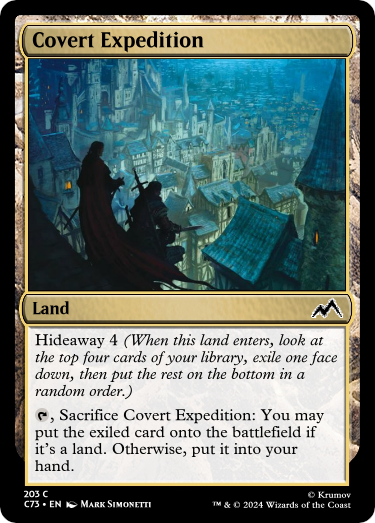 Covert Expedition
Land
Hideaway 4 (When this land enters, look at
the top four cards of your library, exile one face
down, then put the rest on the bottom in a
random order.)
, Sacrifice Covert Expedition: You may
put the exiled card onto the battlefield if
it's a land. Otherwise, put it into your
hand.
203 C
C73 • EN Mark Simonetti
© Krumov
™ & © 2024 Wizards of the Coast